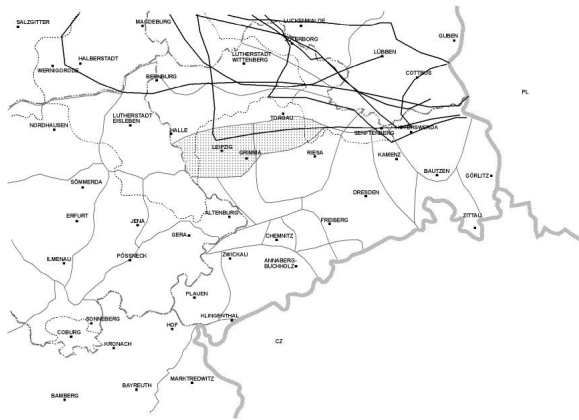 SALZGITTER
MAGDEBURG
LUCKENWALDE
JÜTERBORG
GUBEN
HALBERSTADT
WERNIGORODE
LUTHERSTADT
WITTENBERG
LÜBBEN
COTTBUS
BERNBURG
PL
LUTHERSTADT
EISLEBEN
NORDHAUSEN
HALLE
TORGAU
SENFTENBERG
HOYERSWERDA
LEIPZIG
GRIMMA
RIESA
KAMENZ
BAUTZEN
GÖRLITZ
SÖMMERDA
DRESDEN
ERFURT
JENA
ALTENBURG
FREIBERG
ZITTAU
GERA
CHEMNITZ
ILMENAU
PÖSSNECK
ZWICKAU
ANNABERG-
BUCHHOLZ
PLAUEN
SONNEBERG
COBURG
HOF
KLINGENTHAL
KRONACH
CZ
MARKTREDWITZ
BAYREUTH
BAMBERG